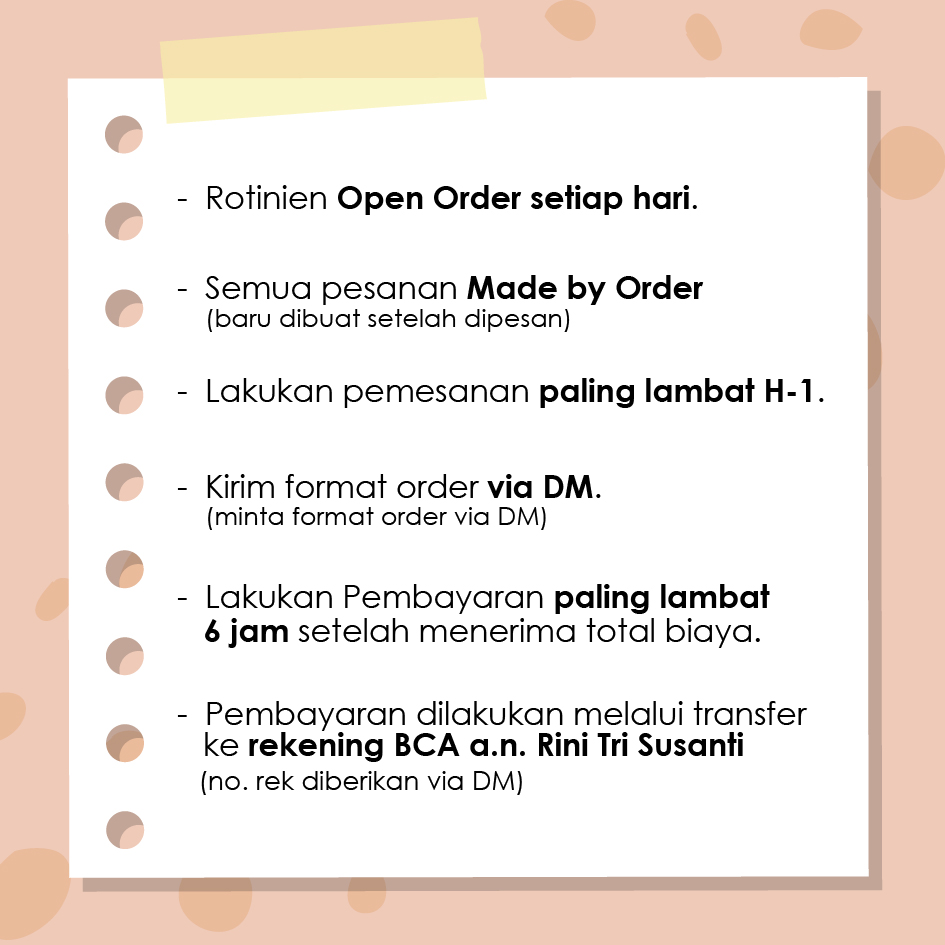 - Rotinien Open Order setiap hari.
- Semua pesanan Made by Order
(baru dibuat setelah dipesan)
- Lakukan pemesanan paling lambat H-1.
- Kirim format order via DM.
(minta format order via DM)
- Lakukan Pembayaran paling lambat
6 jam setelah menerima total biaya.
- Pembayaran dilakukan melalui transfer
ke rekening BCA a.n. Rini Tri Susanti
(no. rek diberikan via DM)